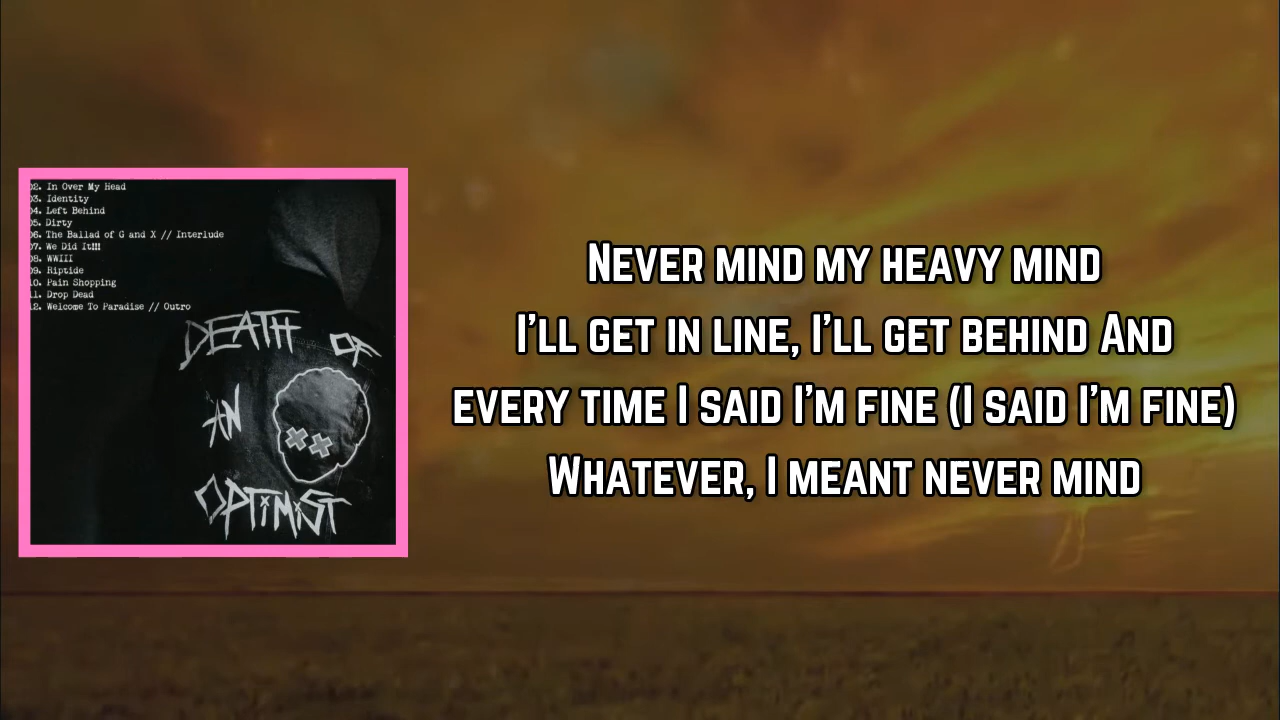 02. In Over My Head
03. Identity
04. Left Behind
05. Dirty
06. The Ballad of G and X // Interlude
07. We Did It!!!
08. WWIII
09. Riptide
10. Pain Shopping
11. Drop Dead
12. Welcome To Paradise // Outro
DEATH OF
AN
OPTiMiST
NEVER MIND MY HEAVY MIND
I'LL GET IN LINE, I'LL GET BEHIND AND
EVERY TIME I SAID I'M FINE (I SAID I'M FINE)
WHATEVER, I MEANT NEVER MIND